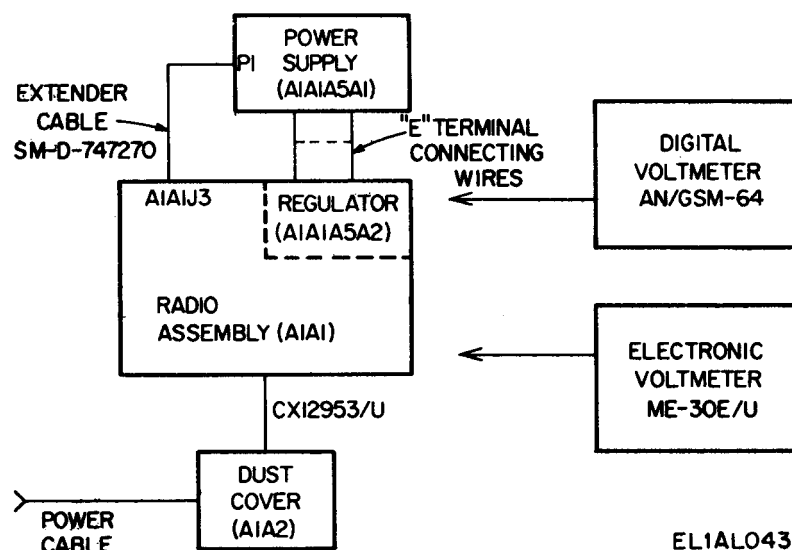 POWER
SUPPLY
(A1A1A5A1)
P1
EXTENDER
CABLE
SM-D-747270
"E" TERMINAL
CONNECTING
WIRES
DIGITAL
VOLTMETER
AN/GSM-64
A1A1J3
REGULATOR
(A1A1A5A2)
RADIO
ASSEMBLY (A1A1)
ELECTRONIC
VOLTMETER
ME-30E/U
CX12953/U
DUST
COVER
(A1A2)
POWER
CABLE
EL1AL043